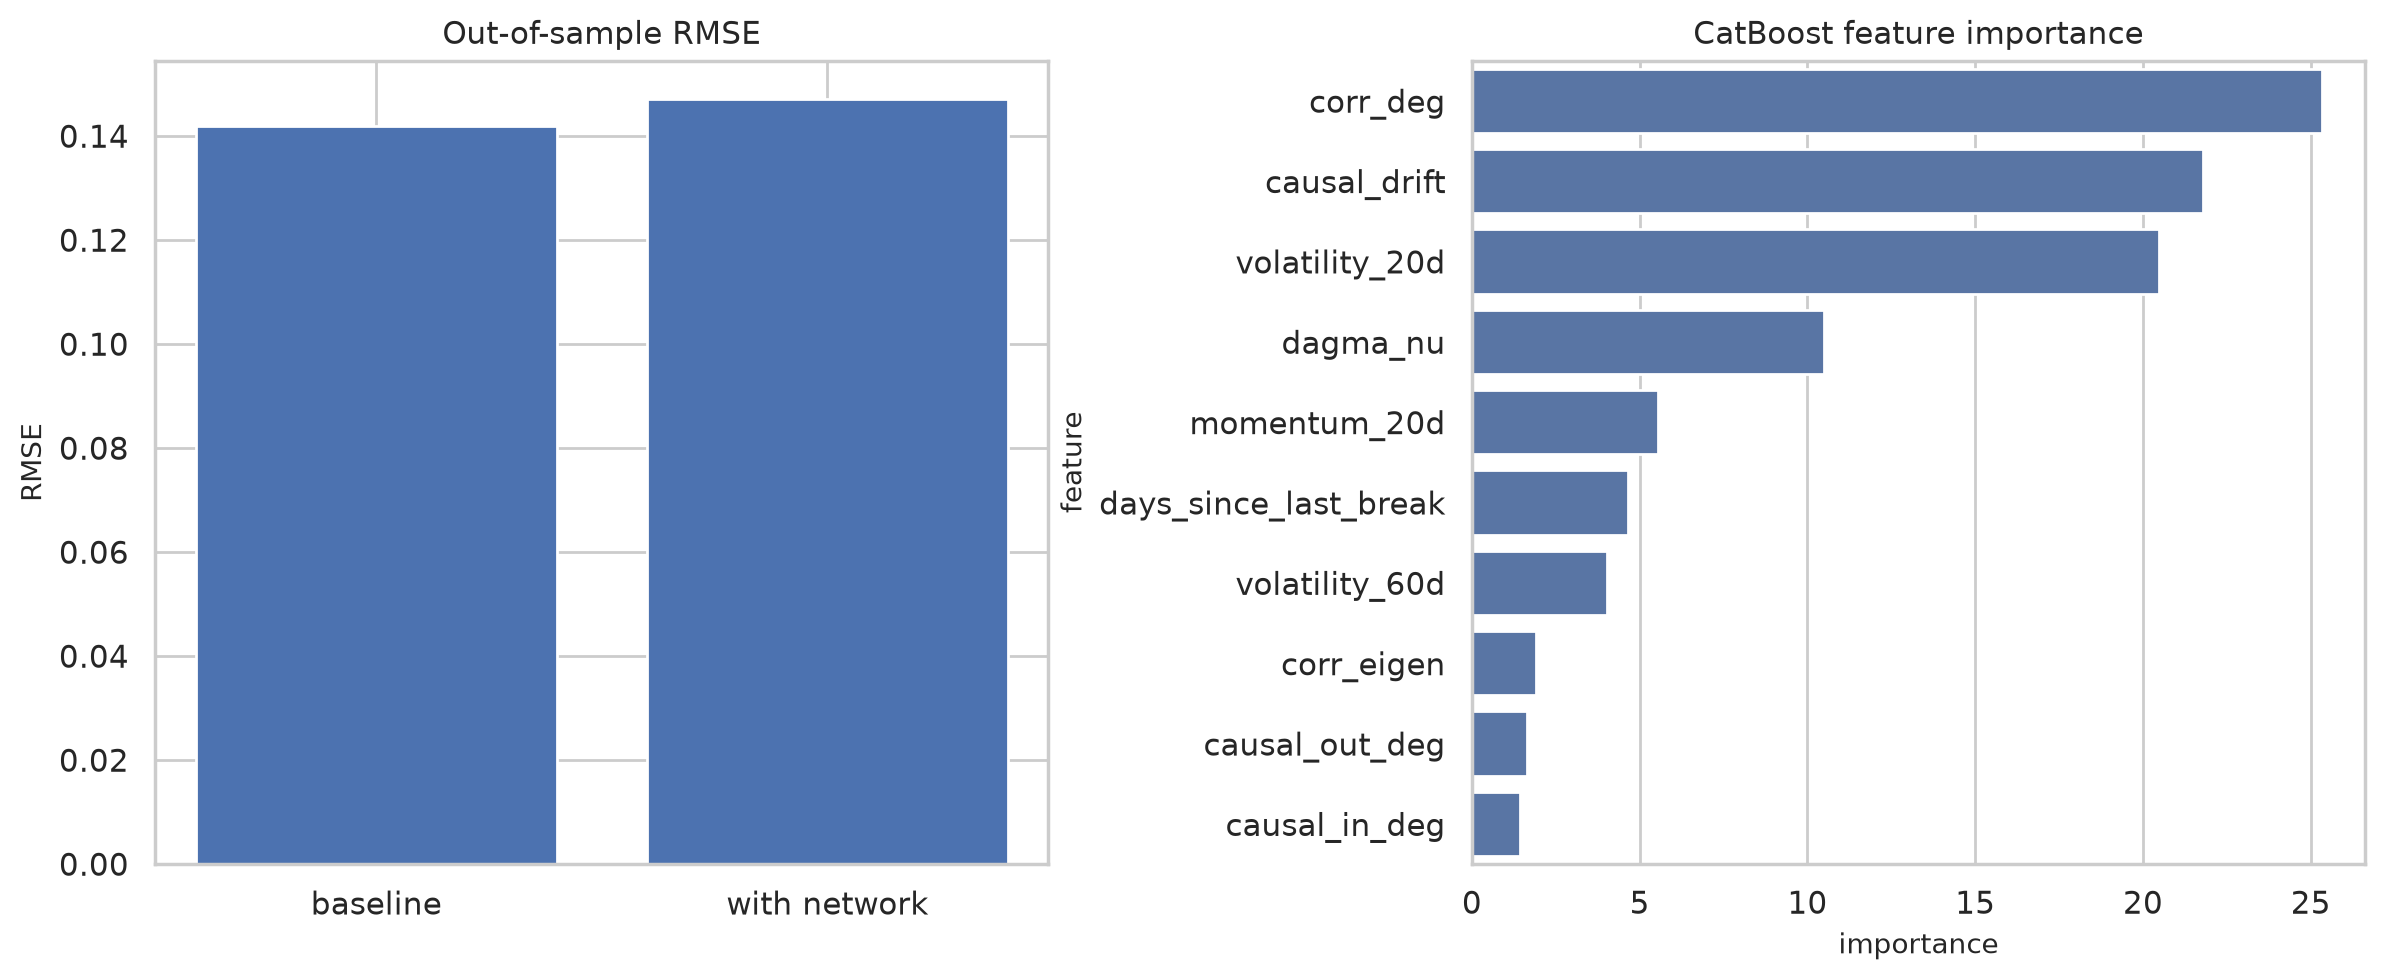 Out-of-sample RMSE
RMSE
0.14
0.12
0.10
0.08
0.06
0.04
0.02
0.00
baseline
with network
CatBoost feature importance
feature
corr_deg
causal_drift
volatility_20d
dagma_nu
momentum_20d
days_since_last_break
volatility_60d
corr_eigen
causal_out_deg
causal_in_deg
0 5 10 15 20 25
importance